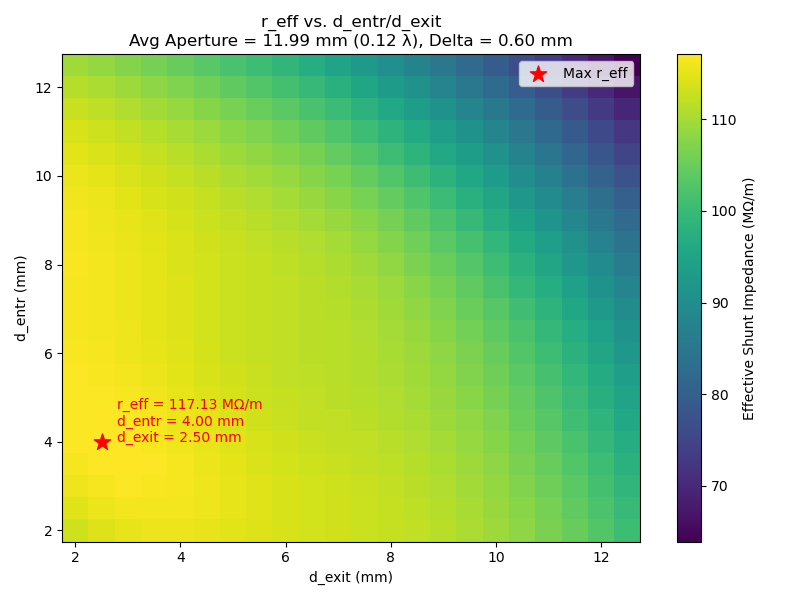 r_eff vs. d_entr/d_exit
Avg Aperture = 11.99 mm (0.12 λ), Delta = 0.60 mm
Max r_eff
12
10
8
6
4
2
d_entr (mm)
r_eff = 117.13 MΩ/m
d_entr = 4.00 mm
d_exit = 2.50 mm
2 4 6 8 10 12
d_exit (mm)
110
100
90
80
70
Effective Shunt Impedance (MΩ/m)